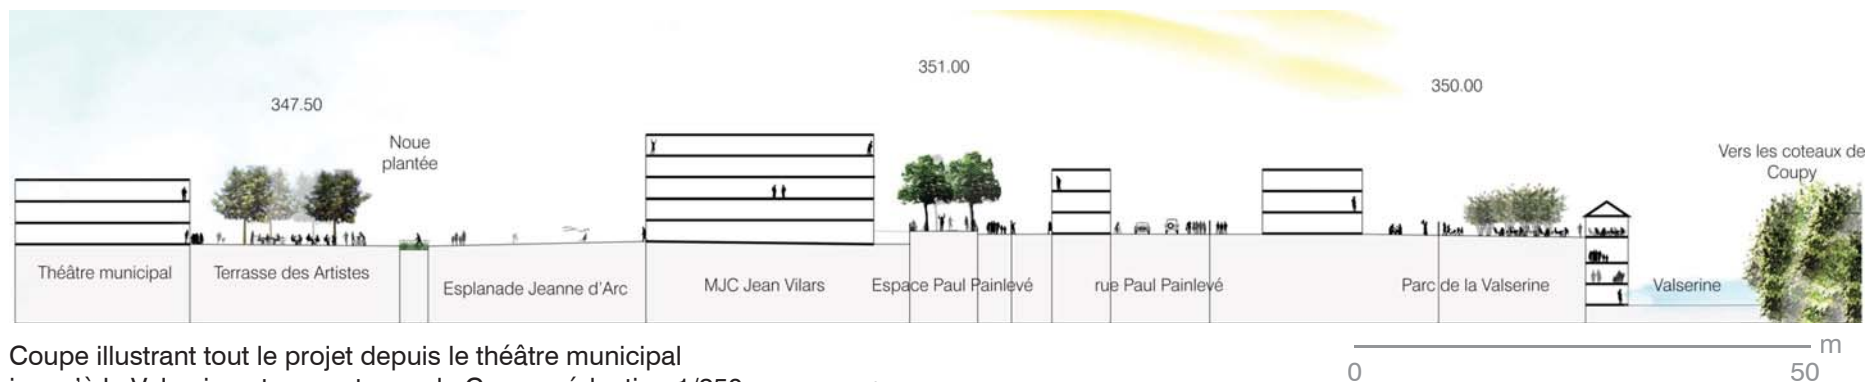 347.50
351.00
350.00
Noue
plantée
Vers les coteaux de
Coupy
Théâtre municipal
Terrasse des Artistes
Esplanade Jeanne d'Arc
MJC Jean Vilars
Espace Paul Painlevé
rue Paul Painlevé
Parc de la Valserine
Valserine
Coupe illustrant tout le projet depuis le théâtre municipal
m
0
50